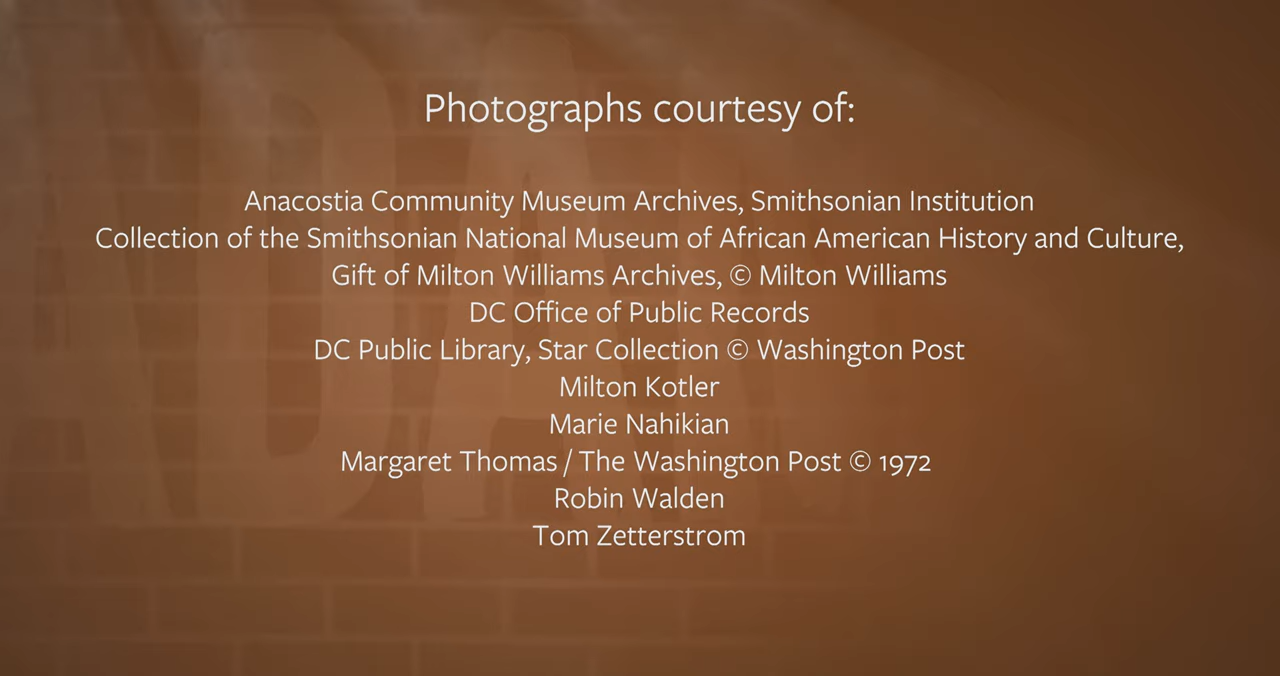 Photographs courtesy of:
Anacostia Community Museum Archives, Smithsonian Institution
Collection of the Smithsonian National Museum of African American History and Culture,
Gift of Milton Williams Archives, © Milton Williams
DC Office of Public Records
DC Public Library, Star Collection © Washington Post
Milton Kotler
Marie Nahikian
Margaret Thomas / The Washington Post © 1972
Robin Walden
Tom Zetterstrom